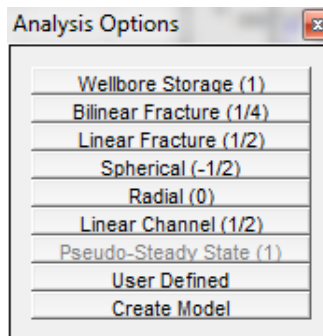 Analysis Options
Wellbore Storage (1)
Bilinear Fracture (1/4)
Linear Fracture (1/2)
Spherical (-1/2)
Radial (0)
Linear Channel (1/2)
Pseudo-Steady State (1)
User Defined
Create Model